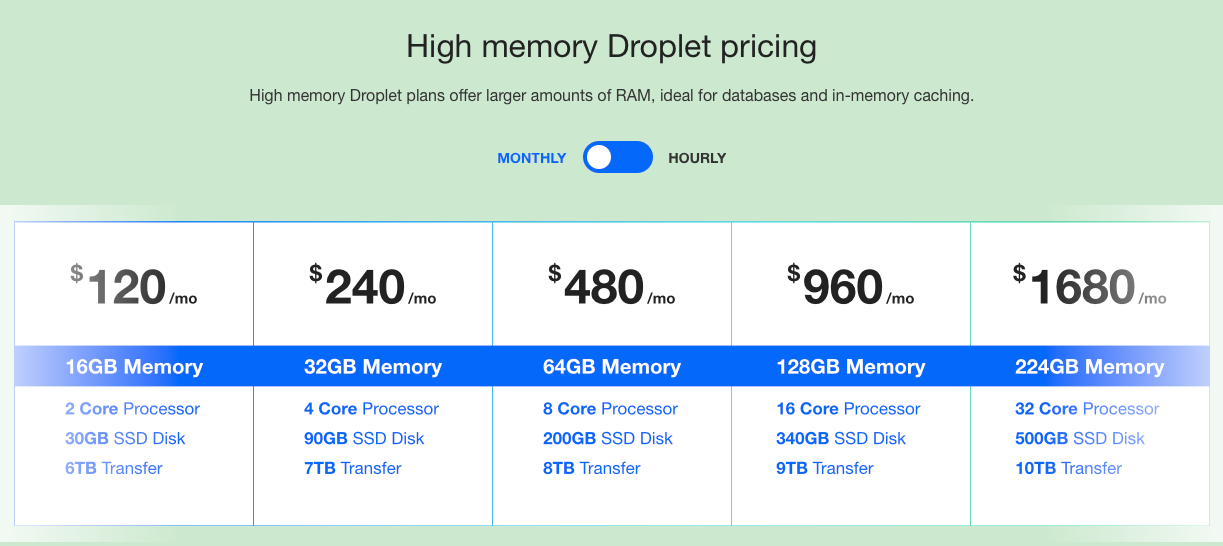 High memory Droplet pricing
High memory Droplet plans offer larger amounts of RAM, ideal for databases and in-memory caching.
MONTHLY HOURLY
$120/mo $240/mo $480/mo $960/mo $1680/mo
16GB Memory 32GB Memory 64GB Memory 128GB Memory 224GB Memory
2 Core Processor 4 Core Processor 8 Core Processor 16 Core Processor 32 Core Processor
30GB SSD Disk 90GB SSD Disk 200GB SSD Disk 340GB SSD Disk 500GB SSD Disk
6TB Transfer 7TB Transfer 8TB Transfer 9TB Transfer 10TB Transfer